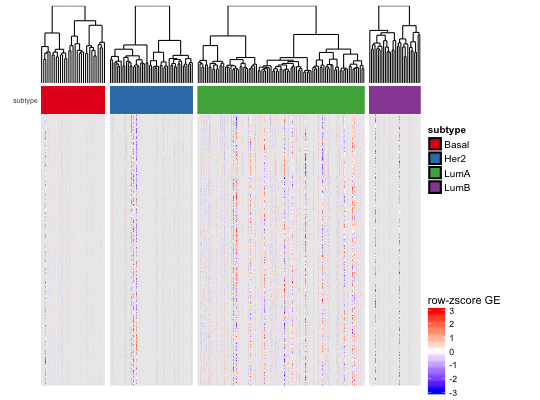 subtype
subtype
Basal
Her2
LumA
LumB
row-zscore GE
3
2
1
0
-1
-2
-3